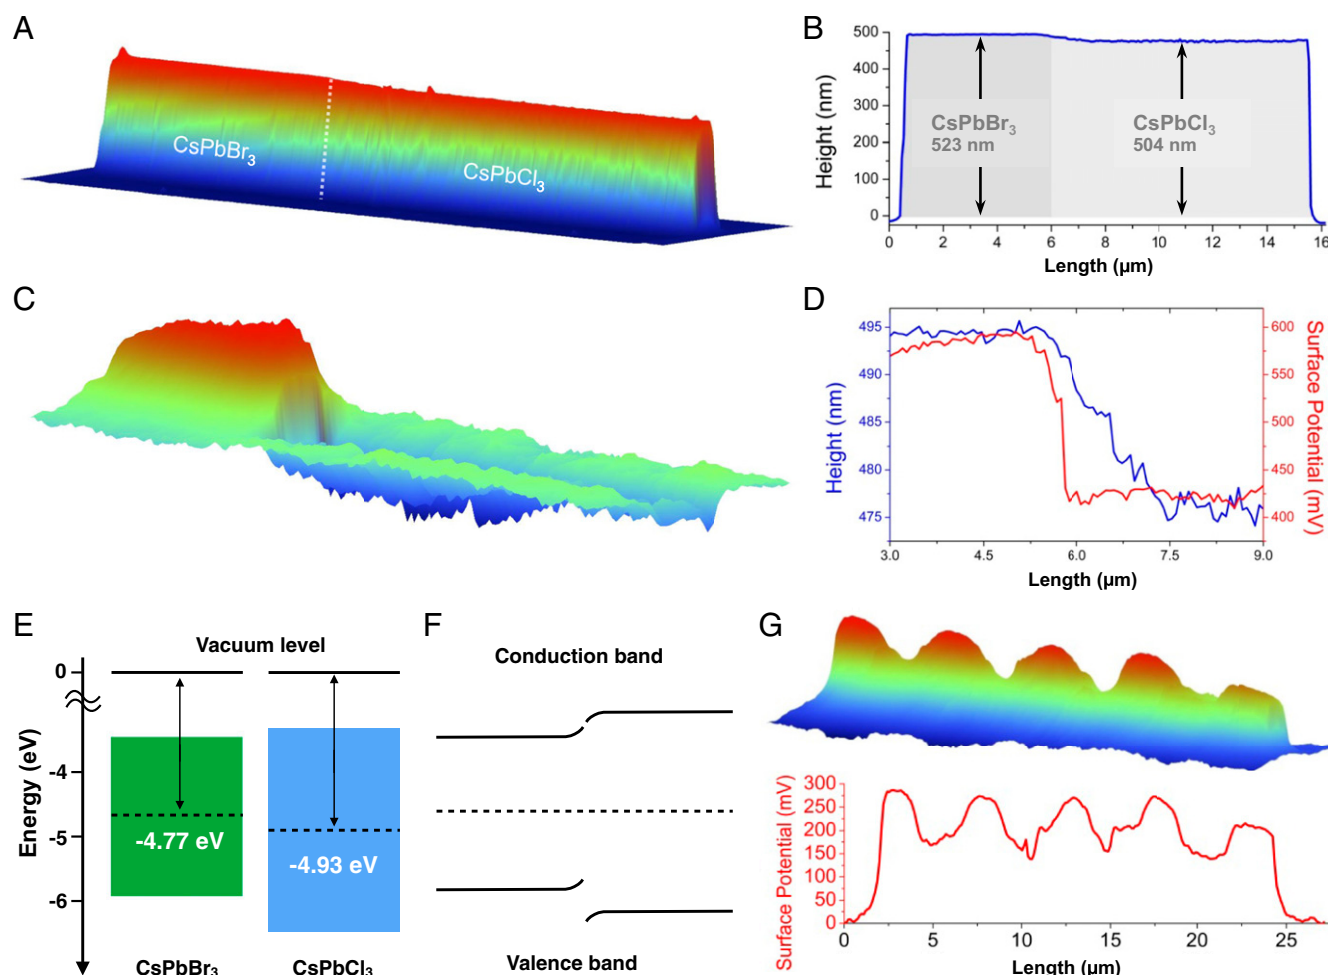 A
CsPbBr3
CsPbCl3
B
Height (nm)
500
400
300
200
100
0
CsPbBr3
523 nm
CsPbCl3
504 nm
0 2 4 6 8 10 12 14 16
Length (µm)
C
D
Height (nm)
495
490
485
480
475
600
550
500
450
400
Surface Potential (mV)
3.0 4.5 6.0 7.5 9.0
Length (µm)
E
Vacuum level
Energy (eV)
0
-4
-5
-6
-4.77 eV
-4.93 eV
CsPbBr3
CsPbCl3
F
Conduction band
Valence band
G
Surface Potential (mV)
300
250
200
150
100
50
0
0 5 10 15 20 25
Length (µm)